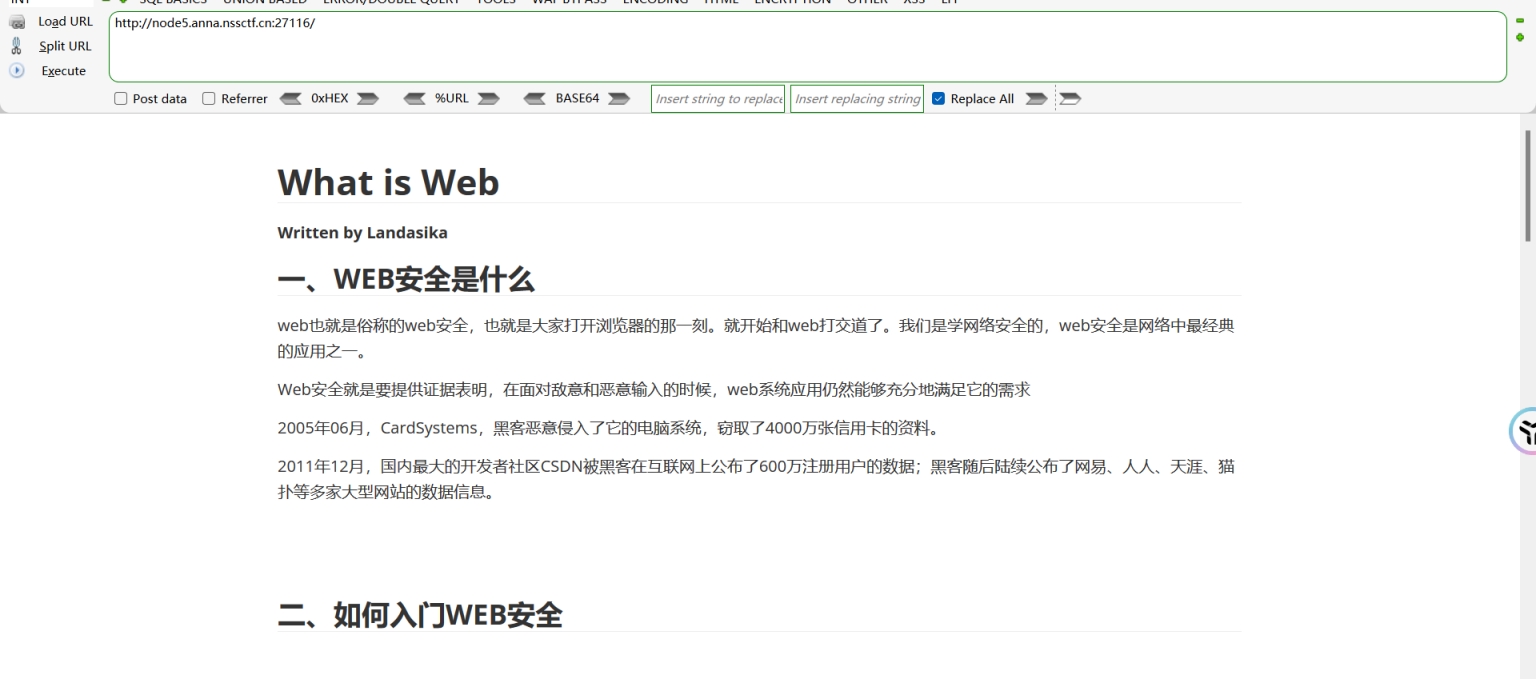 INT SQL BASICS UNION BASED ERROR/DOUBLE QUERY TOOLS WAF BYPASS ENCODING HTML ENCRYPTION OTHER XSS LFI
Load URL
http://node5.anna.nssctf.cn:27116/
Split URL
Execute
Post data Referrer 0xHEX %URL BASE64 Insert string to replace Insert replacing string Replace All
What is Web
Written by Landasika
一、WEB安全是什么
web也就是俗称的web安全，也就是大家打开浏览器的那一刻。就开始和web打交道了。我们是学网络安全的，web安全是网络中最经典
的应用之一。
Web安全就是要提供证据表明，在面对敌意和恶意输入的时候，web系统应用仍然能够充分地满足它的需求
2005年06月，CardSystems，黑客恶意侵入了它的电脑系统，窃取了4000万张信用卡的资料。
2011年12月，国内最大的开发者社区CSDN被黑客在互联网上公布了600万注册用户的数据；黑客随后陆续公布了网易、人人、天涯、猫
扑等多家大型网站的数据信息。
二、如何入门WEB安全